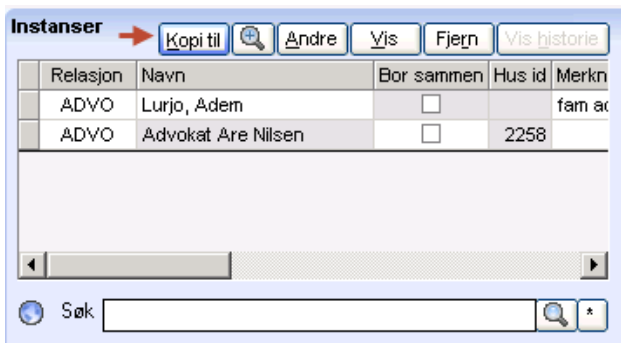 Instanser
Kopi til Andre Vis Fjern Vis historie
Relasjon Navn Bor sammen Hus id Merkn
ADVO Lurjo, Adem fam
ADVO Advokat Are Nilsen 2258
Søk *